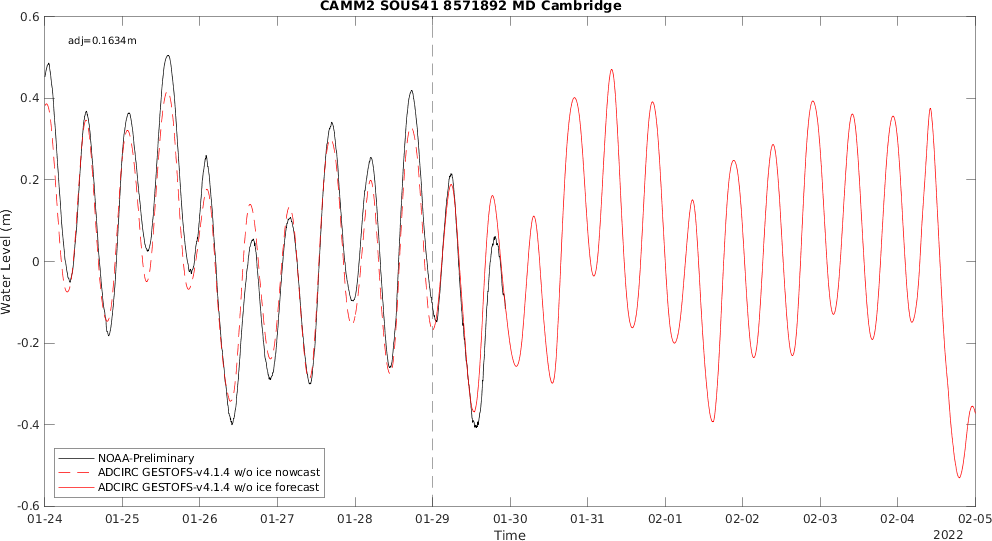 CAMM2 SOUS41 8571892 MD Cambridge
adj=0.1634m
0.6
0.4
0.2
0
-0.2
-0.4
-0.6
Water Level (m)
NOAA-Preliminary
ADCIRC GESTOFS-v4.1.4 w/o ice nowcast
ADCIRC GESTOFS-v4.1.4 w/o ice forecast
01-24 01-25 01-26 01-27 01-28 01-29 01-30 01-31 02-01 02-02 02-03 02-04 02-05
Time
2022